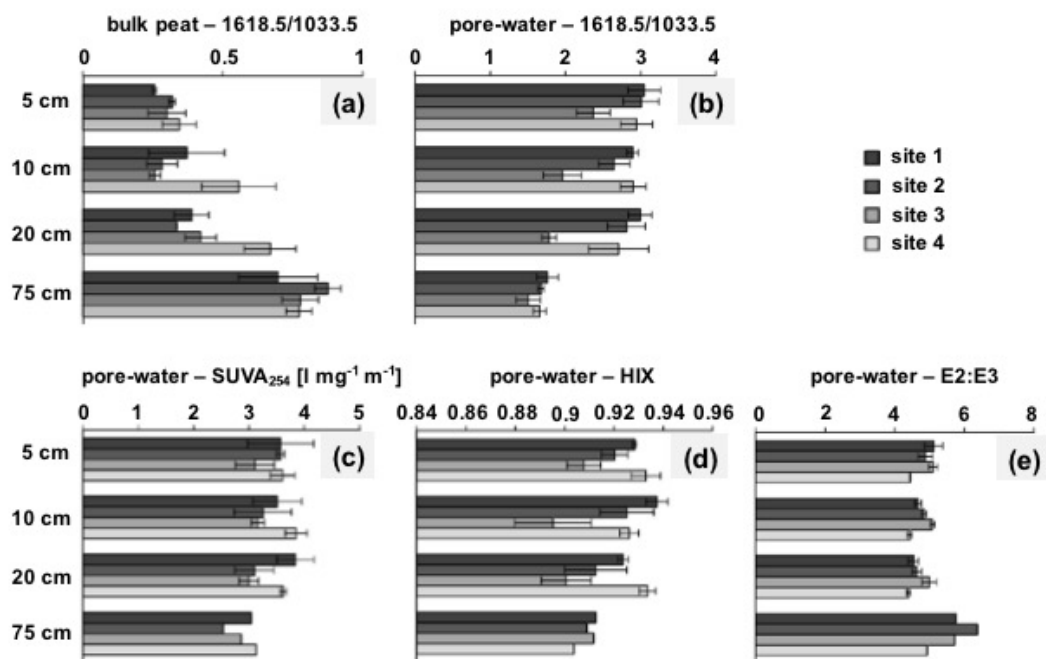 bulk peat – 1618.5/1033.5
0 0.5 1
5 cm
10 cm
20 cm
75 cm
(a)
pore-water – 1618.5/1033.5
0 1 2 3 4
(b)
site 1
site 2
site 3
site 4
pore-water – SUVA₂₅₄ [l mg⁻¹ m⁻¹]
0 1 2 3 4 5
5 cm
10 cm
20 cm
75 cm
(c)
pore-water – HIX
0.84 0.86 0.88 0.9 0.92 0.94 0.96
(d)
pore-water – E2:E3
0 2 4 6 8
(e)